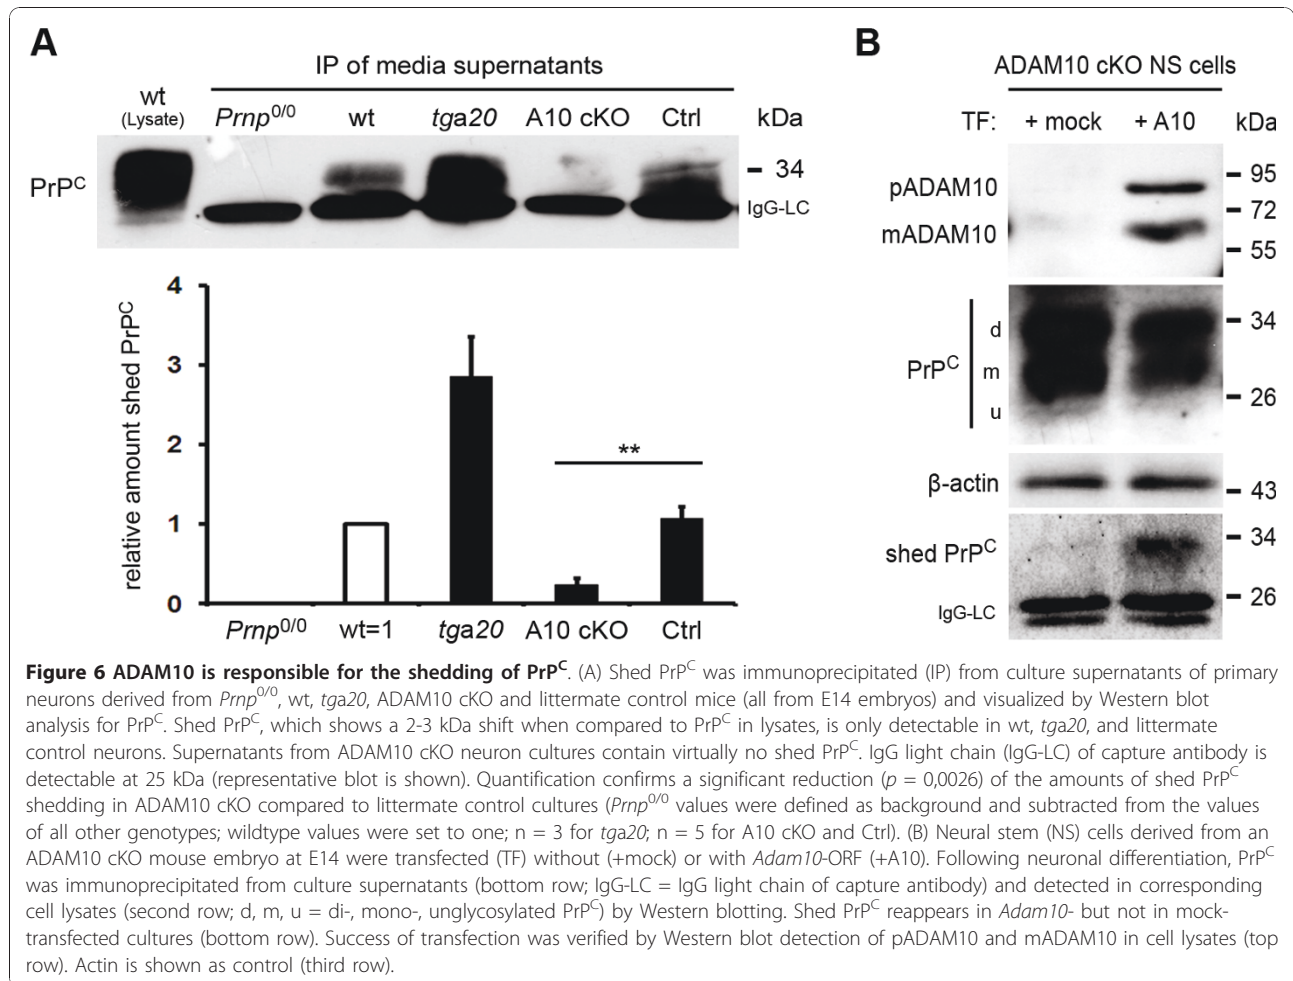 A
IP of media supernatants
wt
(Lysate)
Prnp0/0
wt
tga20
A10 cKO
Ctrl
kDa
PrPC
34
IgG-LC
relative amount shed PrPC
4
3
2
1
0
**
Prnp0/0
wt=1
tga20
A10 cKO
Ctrl
B
ADAM10 cKO NS cells
TF:
+ mock
+ A10
kDa
pADAM10
mADAM10
95
72
55
PrPC
d
m
u
34
26
β-actin
43
shed PrPC
34
IgG-LC
26
Figure 6 ADAM10 is responsible for the shedding of PrPC. (A) Shed PrPC was immunoprecipitated (IP) from culture supernatants of primary
neurons derived from Prnp0/0, wt, tga20, ADAM10 cKO and littermate control mice (all from E14 embryos) and visualized by Western blot
analysis for PrPC. Shed PrPC, which shows a 2-3 kDa shift when compared to PrPC in lysates, is only detectable in wt, tga20, and littermate
control neurons. Supernatants from ADAM10 cKO neuron cultures contain virtually no shed PrPC. IgG light chain (IgG-LC) of capture antibody is
detectable at 25 kDa (representative blot is shown). Quantification confirms a significant reduction (p = 0,0026) of the amounts of shed PrPC
shedding in ADAM10 cKO compared to littermate control cultures (Prnp0/0 values were defined as background and subtracted from the values
of all other genotypes; wildtype values were set to one; n = 3 for tga20; n = 5 for A10 cKO and Ctrl). (B) Neural stem (NS) cells derived from an
ADAM10 cKO mouse embryo at E14 were transfected (TF) without (+mock) or with Adam10-ORF (+A10). Following neuronal differentiation, PrPC
was immunoprecipitated from culture supernatants (bottom row; IgG-LC = IgG light chain of capture antibody) and detected in corresponding
cell lysates (second row; d, m, u = di-, mono-, unglycosylated PrPC) by Western blotting. Shed PrPC reappears in Adam10- but not in mock-
transfected cultures (bottom row). Success of transfection was verified by Western blot detection of pADAM10 and mADAM10 in cell lysates (top
row). Actin is shown as control (third row).